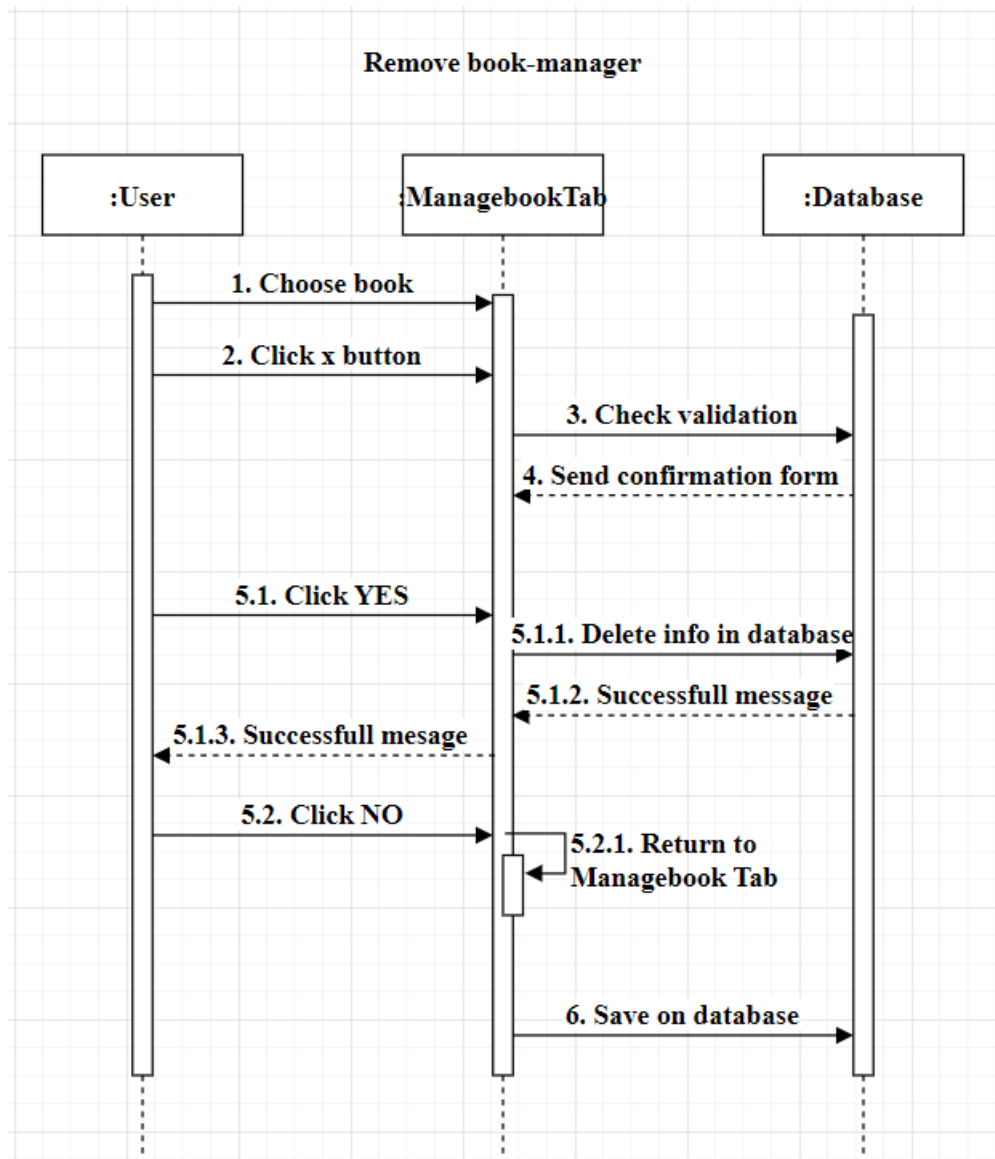 Remove book-manager
:User
:ManagebookTab
:Database
1. Choose book
2. Click x button
3. Check validation
4. Send confirmation form
5.1. Click YES
5.1.1. Delete info in database
5.1.2. Successfull message
5.1.3. Successfull mesage
5.2. Click NO
5.2.1. Return to
Managebook Tab
6. Save on database